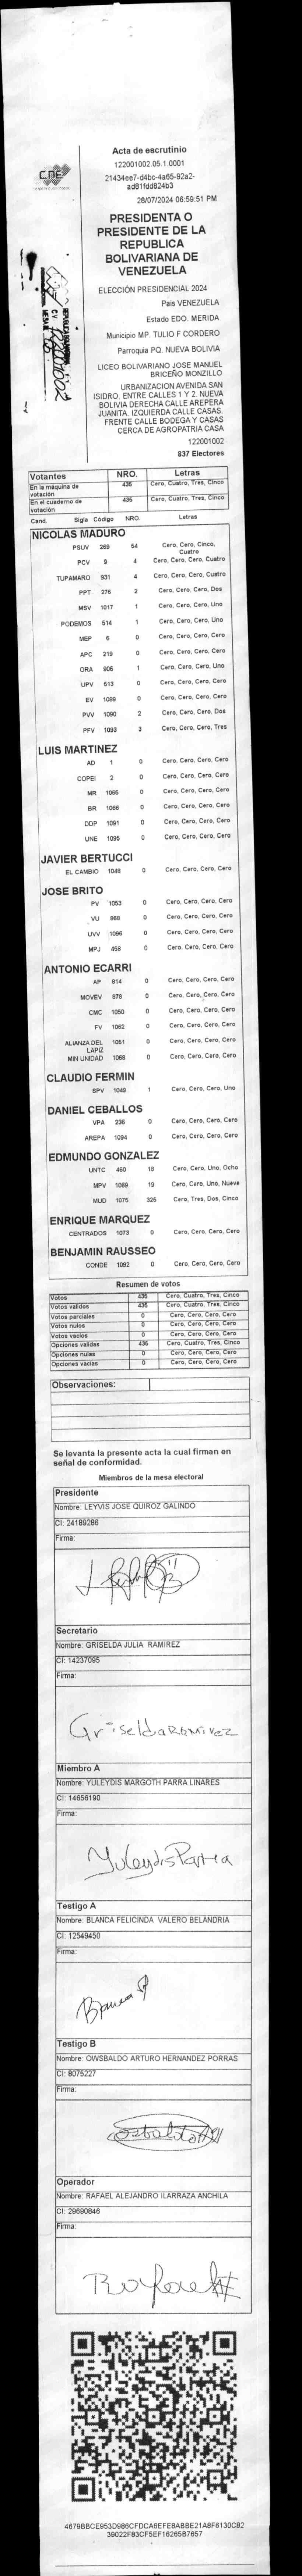 Acta de escrutinio
122001002.05.1.0001
21434ee7-d4bc-4a65-92a2-
ad81fdd824b3
28/07/2024 06:59:51 PM
CNE
PRESIDENTA O
PRESIDENTE DE LA
REPUBLICA
BOLIVARIANA DE
VENEZUELA
ELECCIÓN PRESIDENCIAL 2024
Pais VENEZUELA
Estado EDO. MERIDA
Municipio MP. TULIO F CORDERO
Parroquia PQ. NUEVA BOLIVIA
LICEO BOLIVARIANO JOSE MANUEL
BRICEÑO MONZILLO
URBANIZACION AVENIDA SAN
ISIDRO, ENTRE CALLES 1 Y 2. NUEVA
BOLIVIA DERECHA CALLE AREPERA
JUANITA. IZQUIERDA CALLE CASAS.
FRENTE CALLE BODEGA Y CASAS
CERCA DE AGROPATRIA CASA
122001002
837 Electores
Votantes NRO. Letras
En la máquina de votación 435 Cero, Cuatro, Tres, Cinco
En el cuaderno de votación 435 Cero, Cuatro, Tres, Cinco
Cand. Sigla Código NRO. Letras
NICOLAS MADURO
PSUV 269 54 Cero, Cero, Cinco, Cuatro
PCV 9 4 Cero, Cero, Cero, Cuatro
TUPAMARO 931 4 Cero, Cero, Cero, Cuatro
PPT 276 2 Cero, Cero, Cero, Dos
MSV 1017 1 Cero, Cero, Cero, Uno
PODEMOS 514 1 Cero, Cero, Cero, Uno
MEP 6 0 Cero, Cero, Cero, Cero
APC 219 0 Cero, Cero, Cero, Cero
ORA 906 1 Cero, Cero, Cero, Uno
UPV 613 0 Cero, Cero, Cero, Cero
EV 1089 0 Cero, Cero, Cero, Cero
PVV 1090 2 Cero, Cero, Cero, Dos
PFV 1093 3 Cero, Cero, Cero, Tres
LUIS MARTINEZ
AD 1 0 Cero, Cero, Cero, Cero
COPEI 2 0 Cero, Cero, Cero, Cero
MR 1065 0 Cero, Cero, Cero, Cero
BR 1066 0 Cero, Cero, Cero, Cero
DDP 1091 0 Cero, Cero, Cero, Cero
UNE 1095 0 Cero, Cero, Cero, Cero
JAVIER BERTUCCI
EL CAMBIO 1048 0 Cero, Cero, Cero, Cero
JOSE BRITO
PV 1053 0 Cero, Cero, Cero, Cero
VU 868 0 Cero, Cero, Cero, Cero
UVV 1096 0 Cero, Cero, Cero, Cero
MPJ 458 0 Cero, Cero, Cero, Cero
ANTONIO ECARRI
AP 814 0 Cero, Cero, Cero, Cero
MOVEV 978 0 Cero, Cero, Cero, Cero
CMC 1050 0 Cero, Cero, Cero, Cero
FV 1062 0 Cero, Cero, Cero, Cero
ALIANZA DEL LAPIZ 1061 0 Cero, Cero, Cero, Cero
MIN UNIDAD 1068 0 Cero, Cero, Cero, Cero
CLAUDIO FERMIN
SPV 1049 1 Cero, Cero, Cero, Uno
DANIEL CEBALLOS
VPA 236 0 Cero, Cero, Cero, Cero
AREPA 1094 0 Cero, Cero, Cero, Cero
EDMUNDO GONZALEZ
UNTC 460 18 Cero, Cero, Uno, Ocho
MPV 1069 19 Cero, Cero, Uno, Nueve
MUD 1075 325 Cero, Tres, Dos, Cinco
ENRIQUE MARQUEZ
CENTRADOS 1073 0 Cero, Cero, Cero, Cero
BENJAMIN RAUSSEO
CONDE 1092 0 Cero, Cero, Cero, Cero
Resumen de votos
Votos 435 Cero, Cuatro, Tres, Cinco
Votos validos 435 Cero, Cuatro, Tres, Cinco
Votos parciales 0 Cero, Cero, Cero, Cero
Votos nulos 0 Cero, Cero, Cero, Cero
Votos vacios 0 Cero, Cero, Cero, Cero
Opciones validas 435 Cero, Cuatro, Tres, Cinco
Opciones nulas 0 Cero, Cero, Cero, Cero
Opciones vacias 0 Cero, Cero, Cero, Cero
Observaciones:
Se levanta la presente acta la cual firman en
señal de conformidad.
Miembros de la mesa electoral
Presidente
Nombre: LEYVIS JOSE QUIROZ GALINDO
CI: 24189286
Firma:
Secretario
Nombre: GRISELDA JULIA RAMIREZ
CI: 14237095
Firma:
Griselda Ramirez
Miembro A
Nombre: YULEYDIS MARGOTH PARRA LINARES
CI: 14656190
Firma:
Yuleydis Parra
Testigo A
Nombre: BLANCA FELICINDA VALERO BELANDRIA
CI: 12549450
Firma:
Testigo B
Nombre: OWSBALDO ARTURO HERNANDEZ PORRAS
CI: 8075227
Firma:
Operador
Nombre: RAFAEL ALEJANDRO ILARRAZA ANCHILA
CI: 29690846
Firma:
4679BBCE953D986CFDCA6EFE8ABBE21A8F6130C82
39022F83CF5EF16265B7657